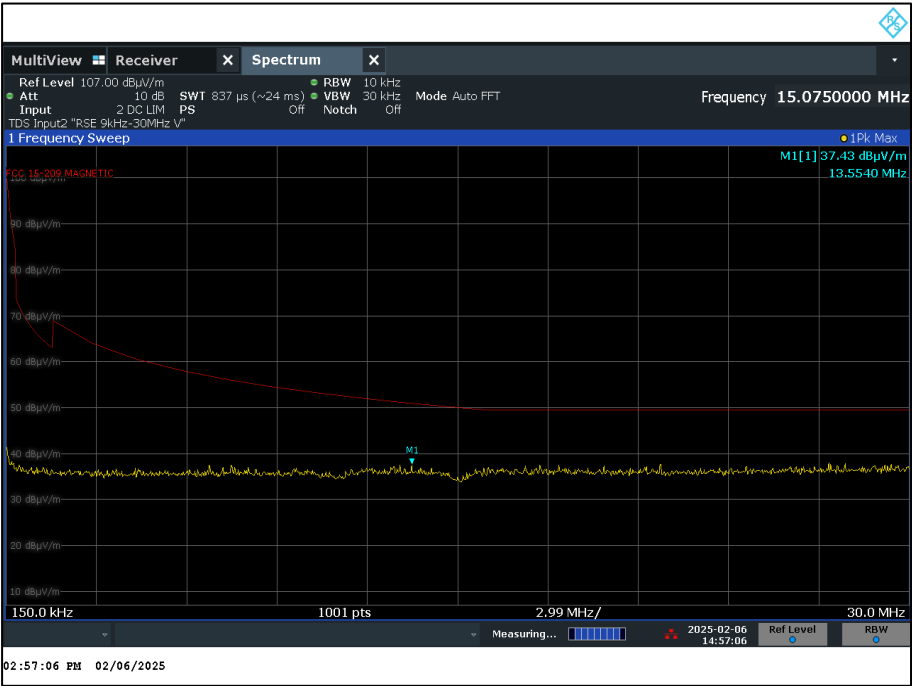 R S
MultiView Receiver X Spectrum X
Ref Level 107.00 dBµV/m RBW 10 kHz
Att 10 dB SWT 837 µs (~24 ms) VBW 30 kHz Mode Auto FFT Frequency 15.0750000 MHz
Input 2 DC LIM PS Off Notch Off
TDS Input2 "RSE 9kHz-30MHz V"
1 Frequency Sweep 1Pk Max
M1[1] 37.43 dBµV/m
13.5540 MHz
FCC 15-209 MAGNETIC
100 dBµV/m
90 dBµV/m
80 dBµV/m
70 dBµV/m
60 dBµV/m
50 dBµV/m
M1
40 dBµV/m
30 dBµV/m
20 dBµV/m
10 dBµV/m
150.0 kHz 1001 pts 2.99 MHz/ 30.0 MHz
Measuring... 2025-02-06 Ref Level RBW
14:57:06
02:57:06 PM 02/06/2025